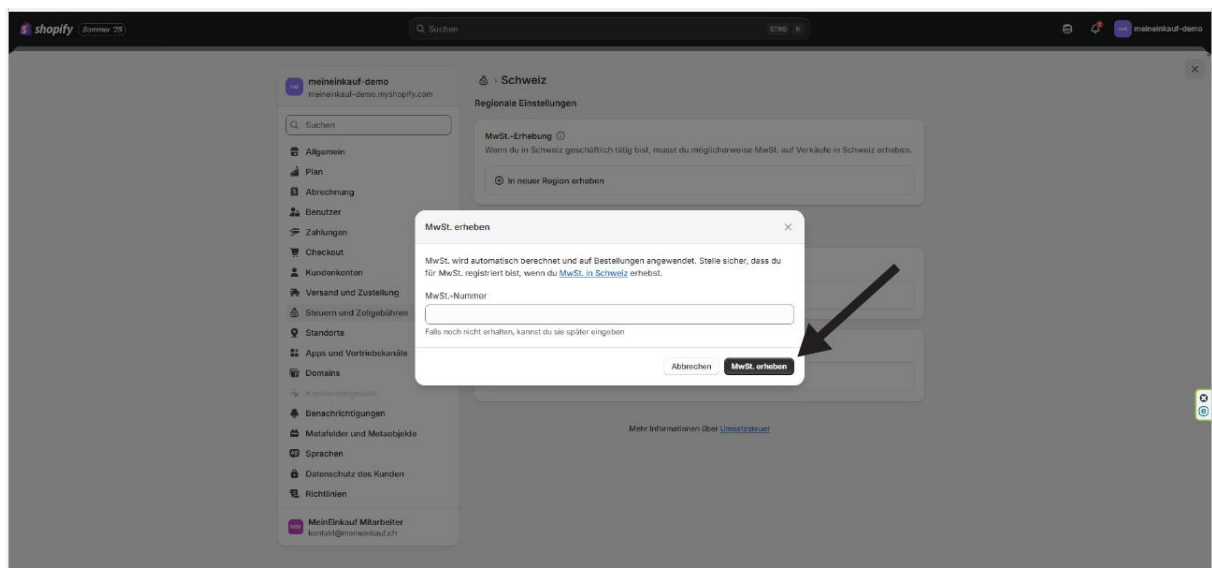 shopify Sommer '25
Suchen
STRG K
meineinkauf-demo
meineinkauf-demo
meineinkauf-demo.myshopify.com
Suchen
Allgemein
Plan
Abrechnung
Benutzer
Zahlungen
Checkout
Kundenkonten
Versand und Zustellung
Steuern und Zollgebühren
Standorte
Apps und Vertriebskanäle
Domains
Benachrichtigungen
Metafelder und Metaobjekte
Sprachen
Datenschutz des Kunden
Richtlinien
MeinEinkauf Mitarbeiter
kontakt@meineinkauf.ch
Schweiz
Regionale Einstellungen
MwSt.-Erhebung
Wenn du in Schweiz geschäftlich tätig bist, musst du möglicherweise MwSt. auf Verkäufe in Schweiz erheben.
In neuer Region erheben
MwSt. erheben
MwSt. wird automatisch berechnet und auf Bestellungen angewendet. Stelle sicher, dass du
für MwSt. registriert bist, wenn du MwSt. in Schweiz erhebst.
MwSt.-Nummer
Falls noch nicht erhalten, kannst du sie später eingeben
Abbrechen
MwSt. erheben
Mehr Informationen über Umsatzsteuer